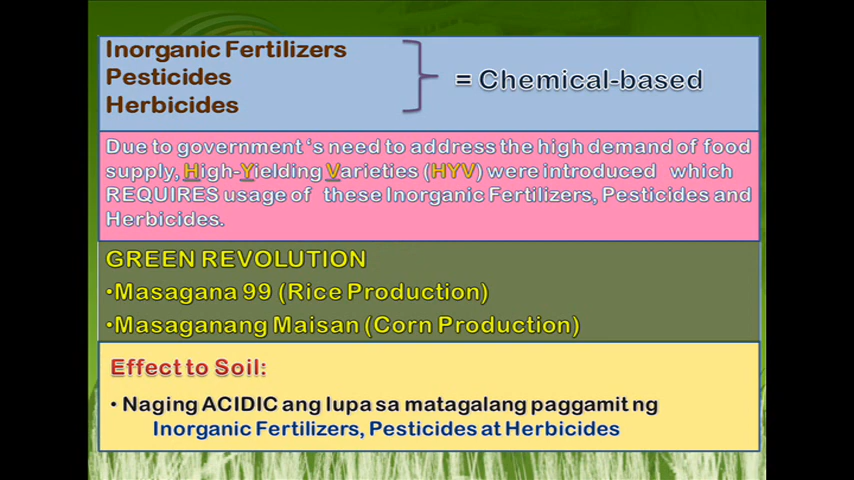 Inorganic Fertilizers
Pesticides
Herbicides
= Chemical-based
Due to government 's need to address the high demand of food
supply, High-Yielding Varieties (HYV) were introduced which
REQUIRES usage of these Inorganic Fertilizers, Pesticides and
Herbicides.
GREEN REVOLUTION
•Masagana 99 (Rice Production)
•Masaganang Maisan (Corn Production)
Effect to Soil:
• Naging ACIDIC ang lupa sa matagalang paggamit ng
Inorganic Fertilizers, Pesticides at Herbicides